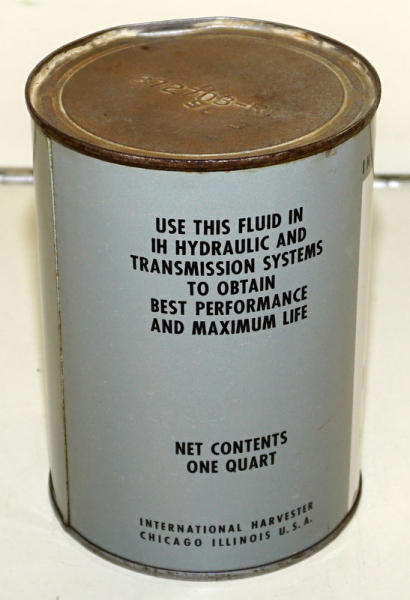 USE THIS FLUID IN
IH HYDRAULIC AND
TRANSMISSION SYSTEMS
TO OBTAIN
BEST PERFORMANCE
AND MAXIMUM LIFE
NET CONTENTS
ONE QUART
INTERNATIONAL HARVESTER
CHICAGO ILLINOIS U.S.A.